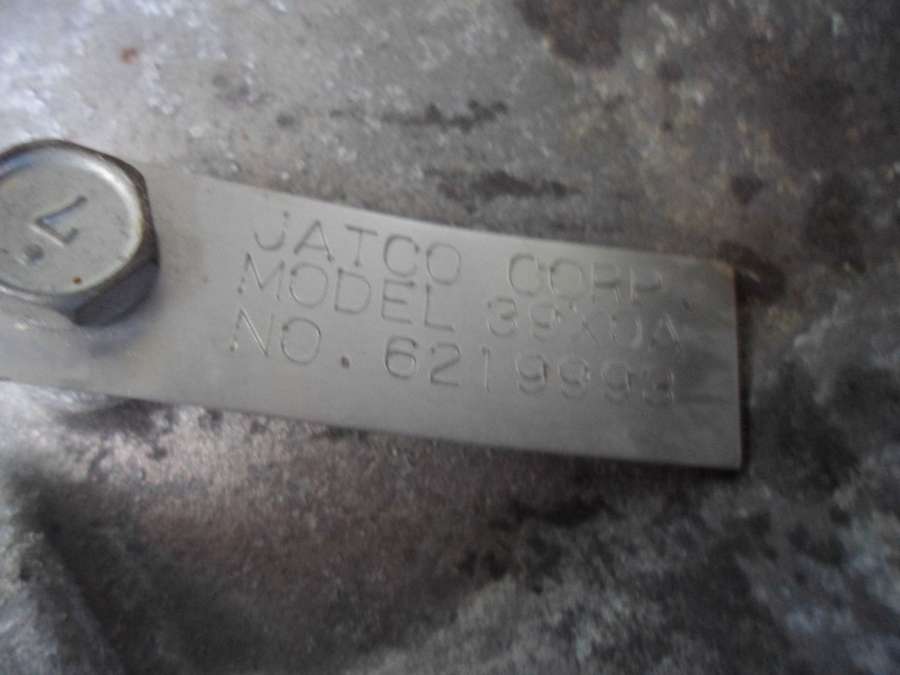 7.
JATCO CORP.
MODEL 39X0A
NO. 6219993